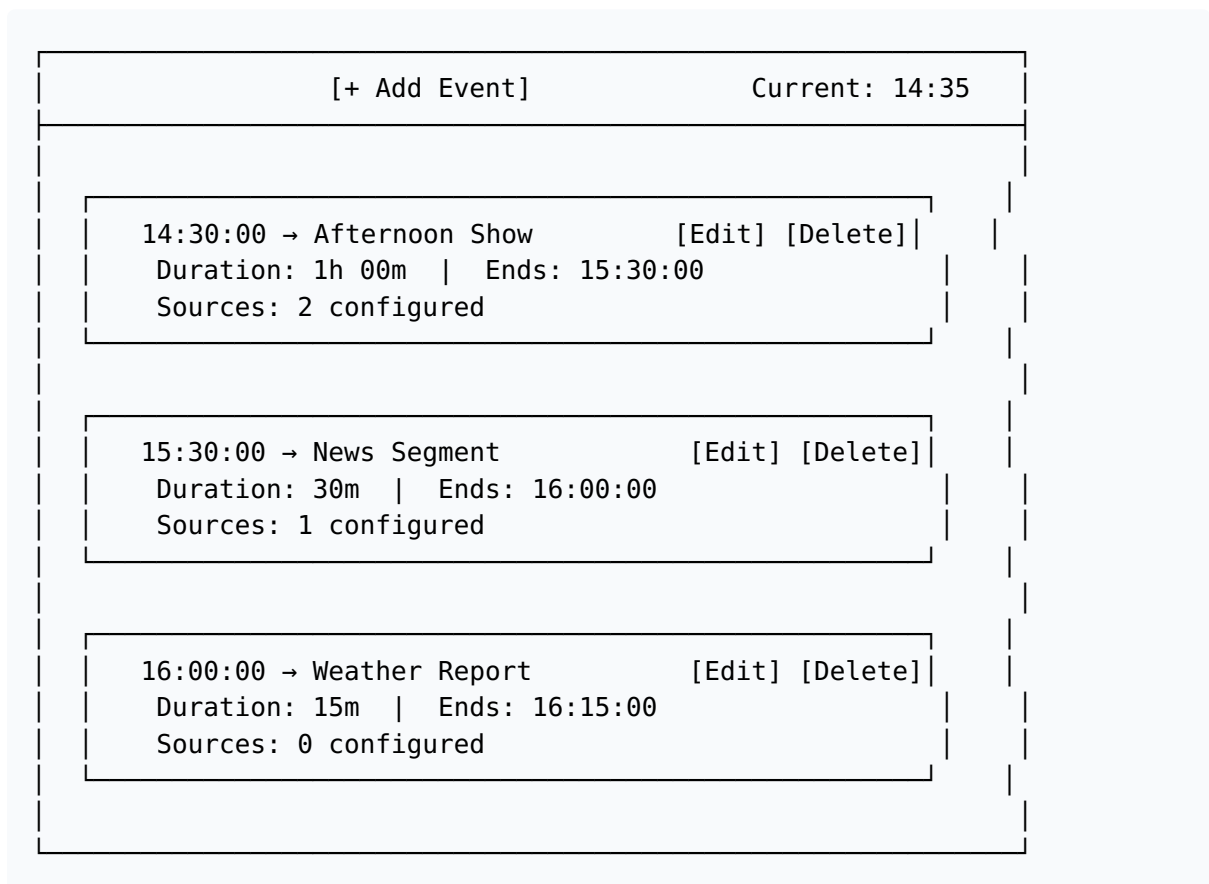 [+ Add Event] Current: 14:35
14:30:00 → Afternoon Show [Edit] [Delete]
Duration: 1h 00m | Ends: 15:30:00
Sources: 2 configured
15:30:00 → News Segment [Edit] [Delete]
Duration: 30m | Ends: 16:00:00
Sources: 1 configured
16:00:00 → Weather Report [Edit] [Delete]
Duration: 15m | Ends: 16:15:00
Sources: 0 configured